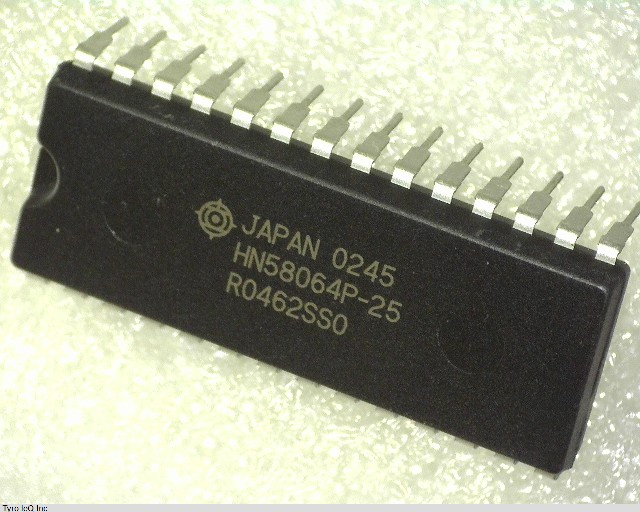 JAPAN 0245
HN58064P-25
R0462SS0
Tyro IcQ Inc